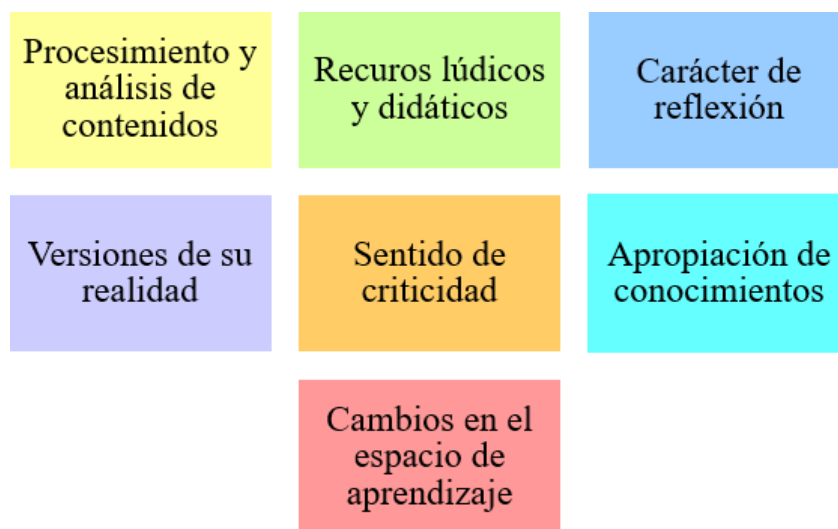 Procesimiento y
análisis de
contenidos
Recuros lúdicos
y didáticos
Carácter de
reflexión
Versiones de su
realidad
Sentido de
criticidad
Apropiación de
conocimientos
Cambios en el
espacio de
aprendizaje